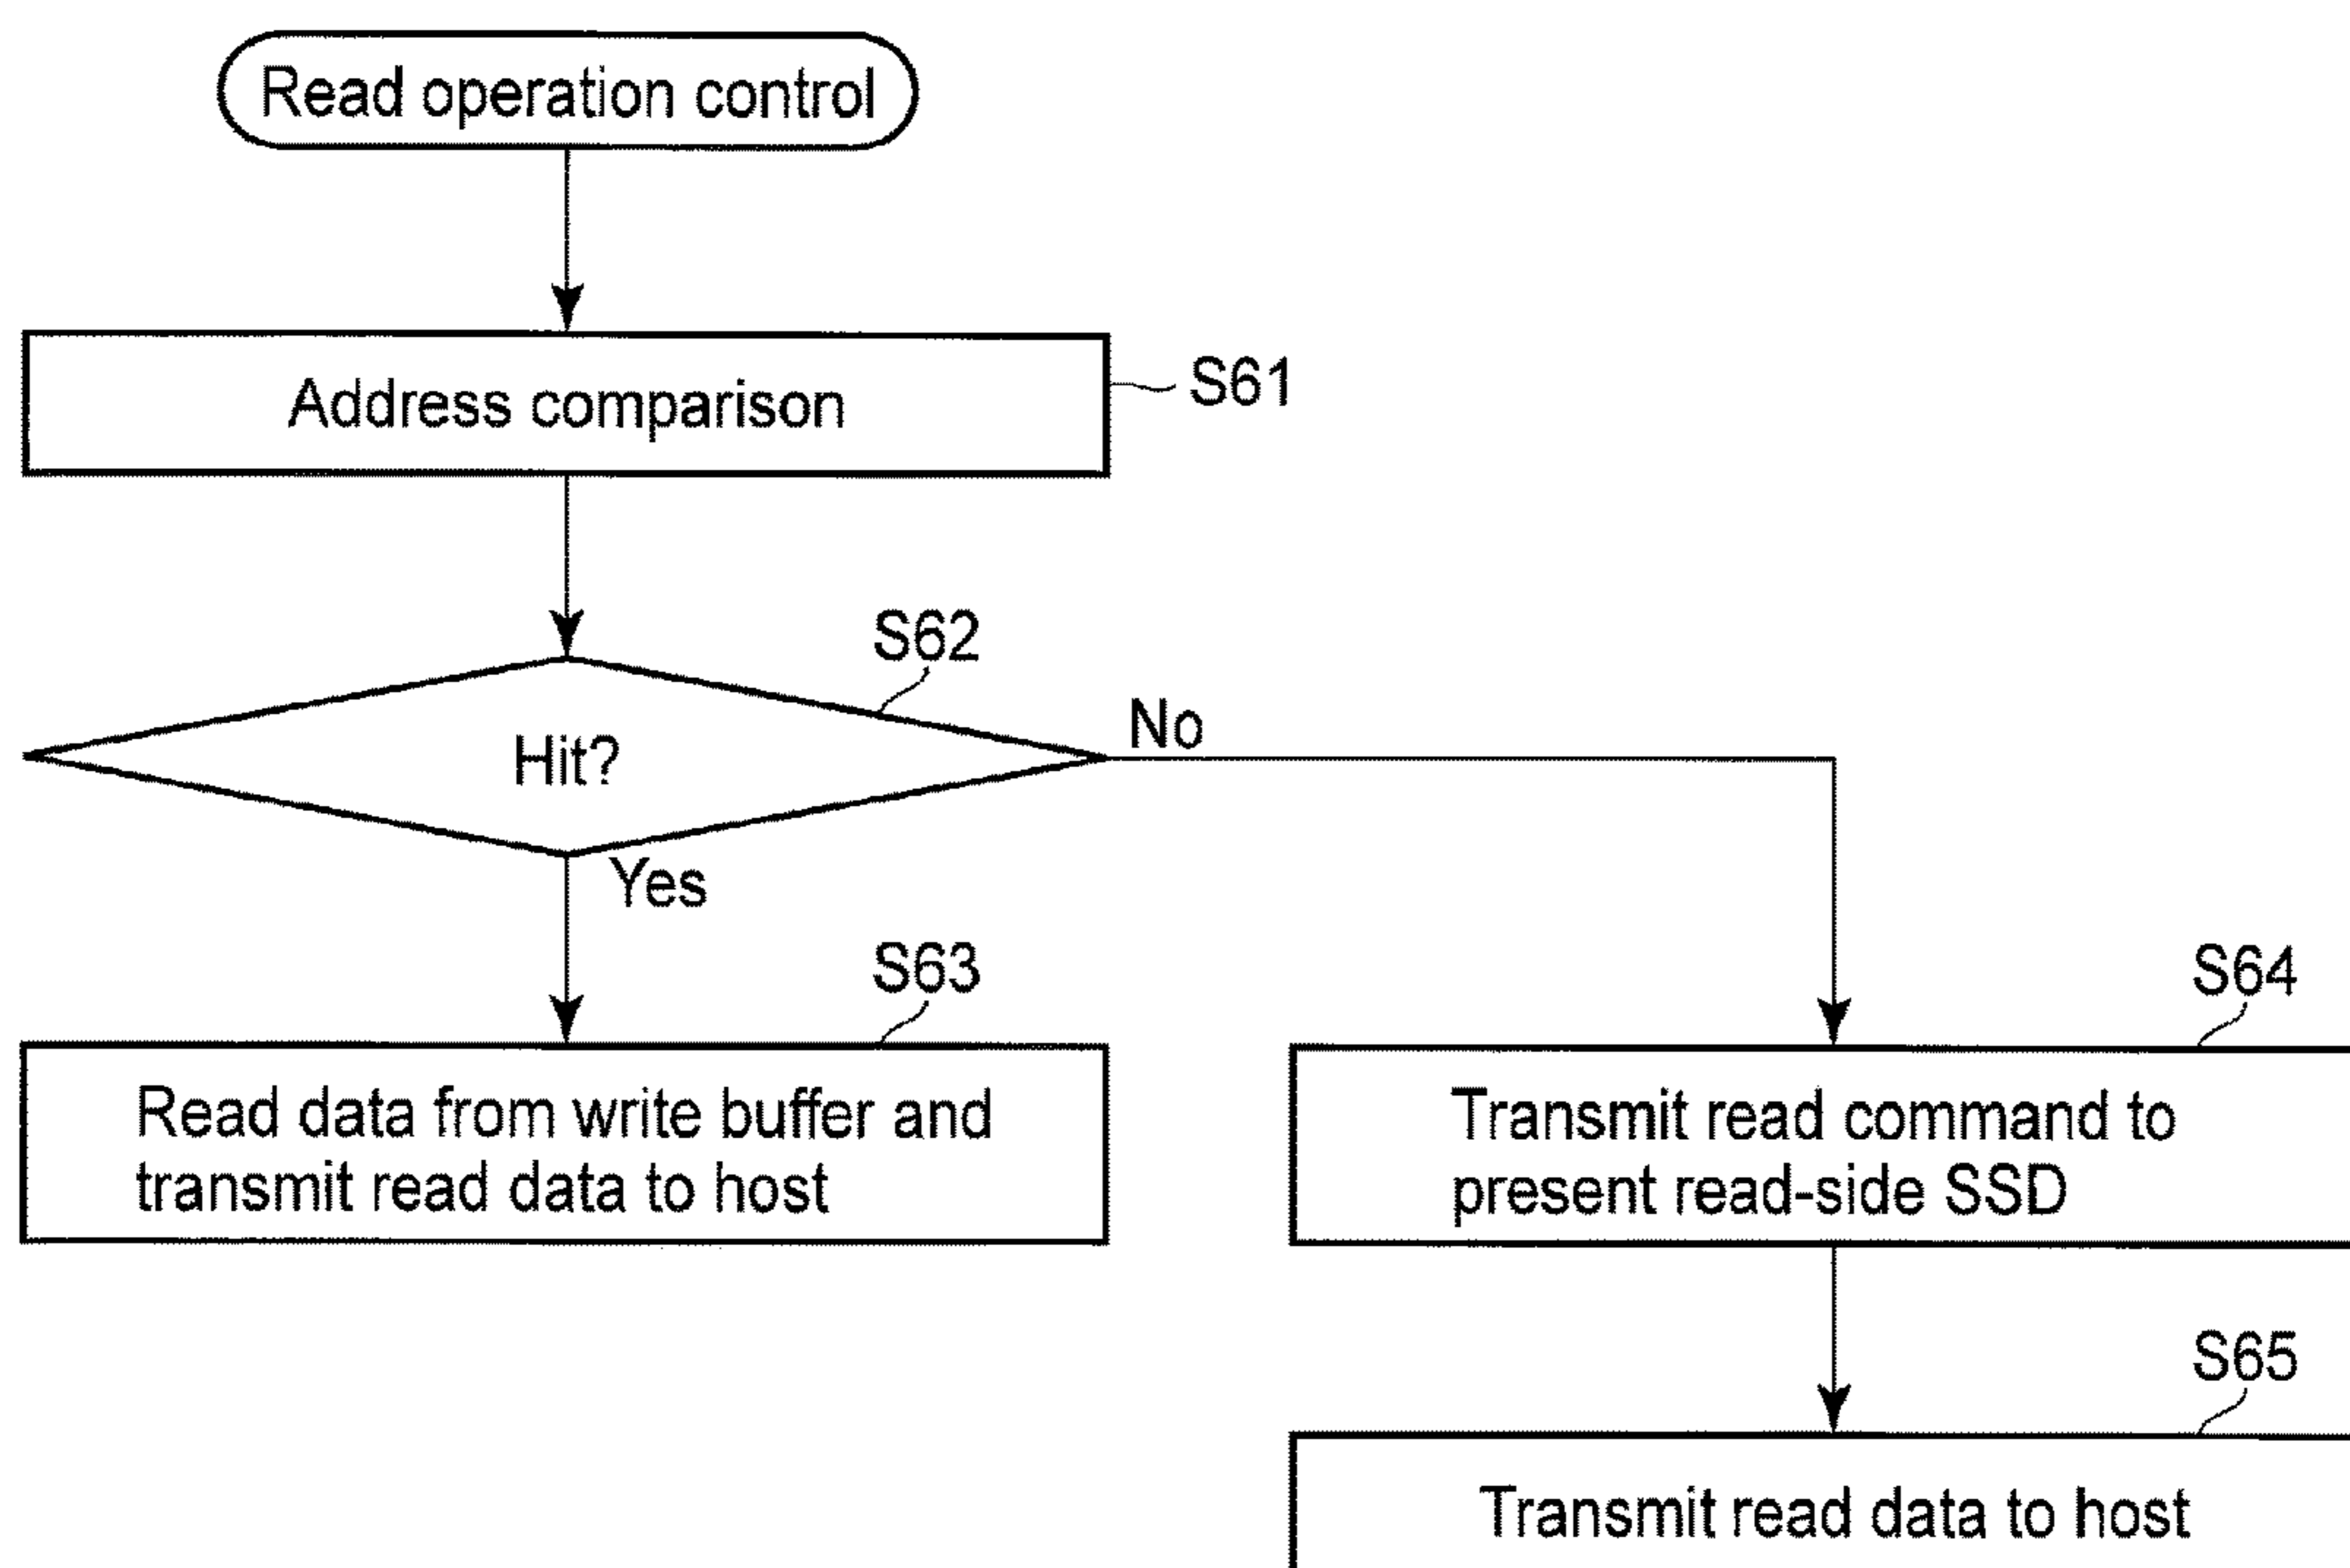 Read operation control
Address comparison
S61
S62
Hit?
No
Yes
S63
Read data from write buffer and
transmit read data to host
S64
Transmit read command to
present read-side SSD
S65
Transmit read data to host